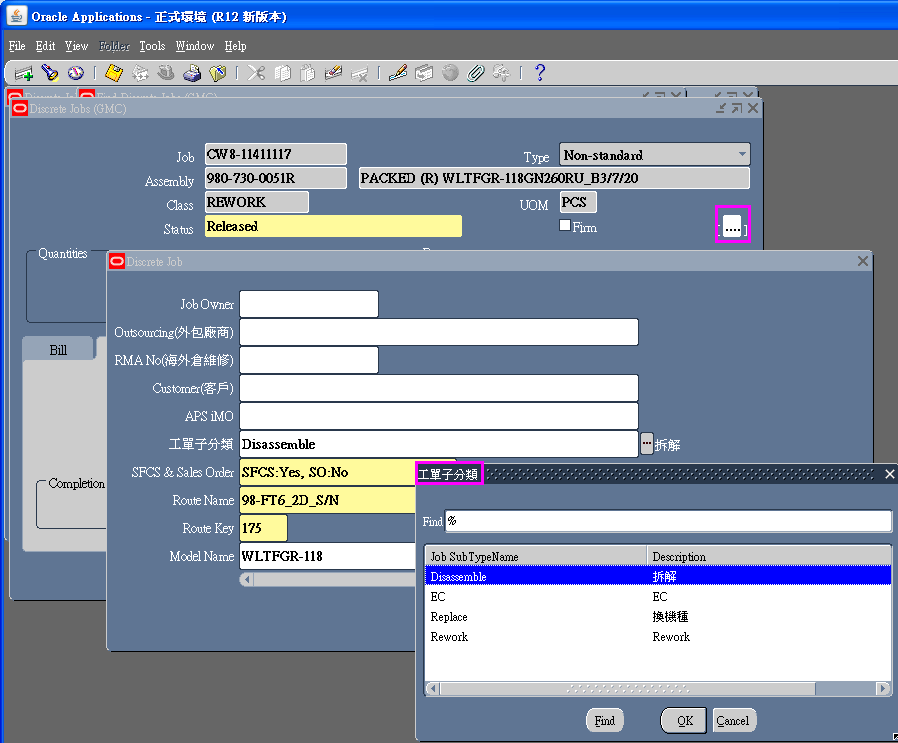 Oracle Applications - 正式環境 (R12 新版本)
File Edit View Folder Tools Window Help
Discrete Jobs (GMC)
Job CW8-11411117 Type Non-standard
Assembly 980-730-0051R PACKED (R) WLTFGR-118GN260RU_B3/7/20
Class REWORK UOM PCS
Status Released Firm
Quantities
Discrete Job
Job Owner
Outsourcing(外包廠商)
Bill
RMA No(海外倉維修)
Customer(客戶)
APS iMO
工單子分類 Disassemble 拆解
SFCS & Sales Order SFCS:Yes, SO:No
Completion
Route Name 98-FT6_2D_S/N
Route Key 175
Model Name WLTFGR-118
工單子分類
Find %
Job SubTypeName Description
Disassemble 拆解
EC EC
Replace 換機種
Rework Rework
Find OK Cancel